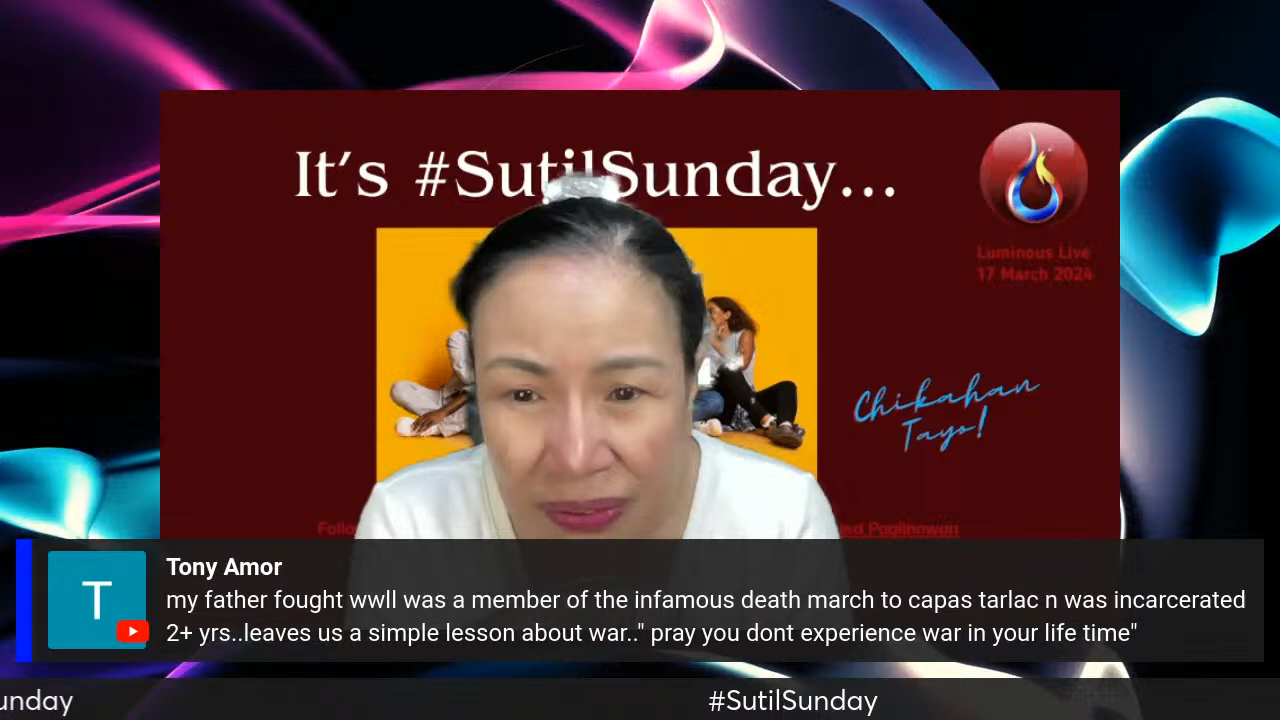 It's #SutilSunday...
Luminous Live
17 March 2024
Chikahan
Tayo!
Paglinawan
Tony Amor
T
my father fought wwll was a member of the infamous death march to capas tarlac n was incarcerated
2+ yrs..leaves us a simple lesson about war.." pray you dont experience war in your life time"
unday
#SutilSunday